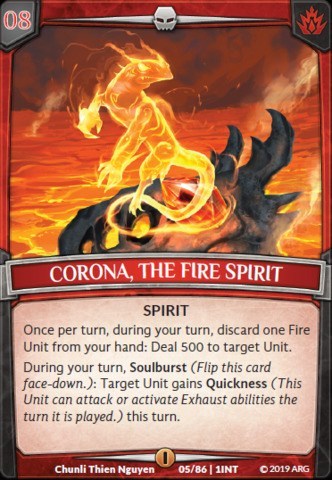 08
CORONA, THE FIRE SPIRIT
SPIRIT
Once per turn, during your turn, discard one Fire
Unit from your hand: Deal 500 to target Unit.
During your turn, Soulburst (Flip this card
face-down.): Target Unit gains Quickness (This
Unit can attack or activate Exhaust abilities the
turn it is played.) this turn.
I
Chunli Thien Nguyen 05/86 | 1INT © 2019 ARG